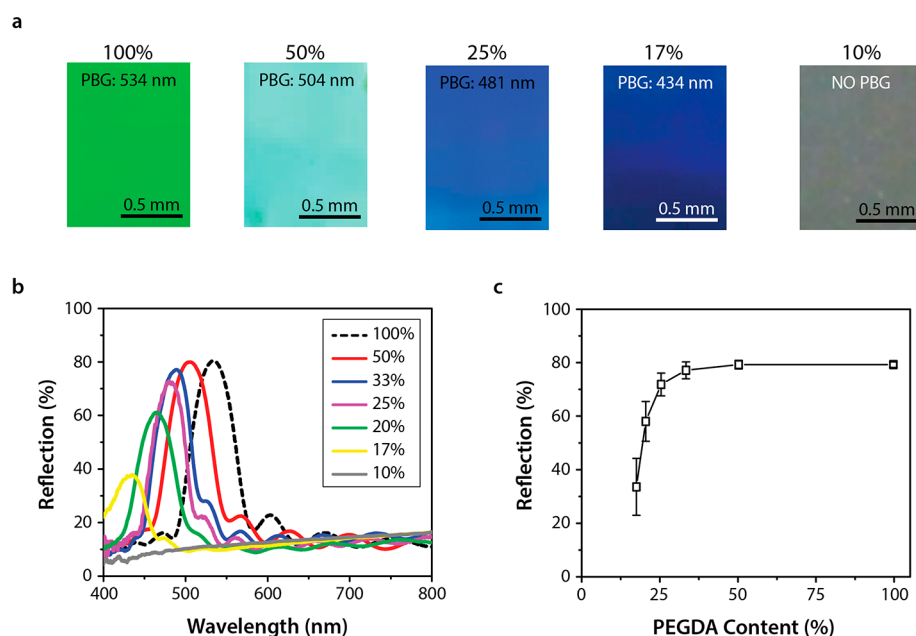 a
100% 50% 25% 17% 10%
PBG: 534 nm PBG: 504 nm PBG: 481 nm PBG: 434 nm NO PBG
0.5 mm 0.5 mm 0.5 mm 0.5 mm 0.5 mm
b
100
80
60
40
20
0
Reflection (%)
400 500 600 700 800
Wavelength (nm)
100%
50%
33%
25%
20%
17%
10%
c
100
80
60
40
20
0
Reflection (%)
0 25 50 75 100
PEGDA Content (%)